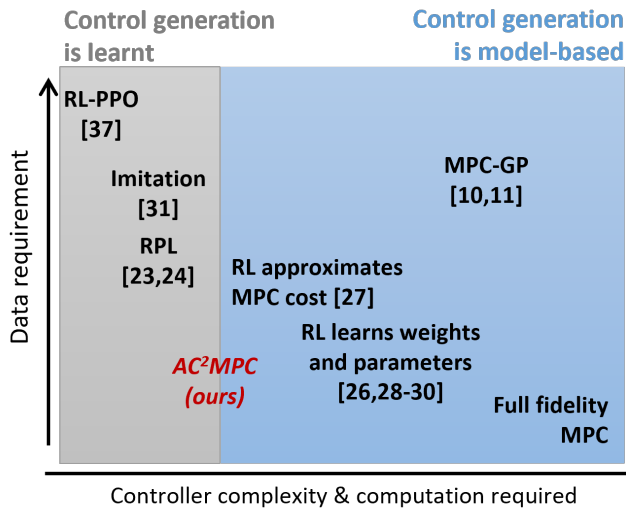 Control generation
is learnt
Control generation
is model-based
Data requirement
RL-PPO
[37]
Imitation
[31]
RPL
[23,24]
MPC-GP
[10,11]
RL approximates
MPC cost [27]
RL learns weights
and parameters
[26,28-30]
AC²MPC
(ours)
Full fidelity
MPC
Controller complexity & computation required